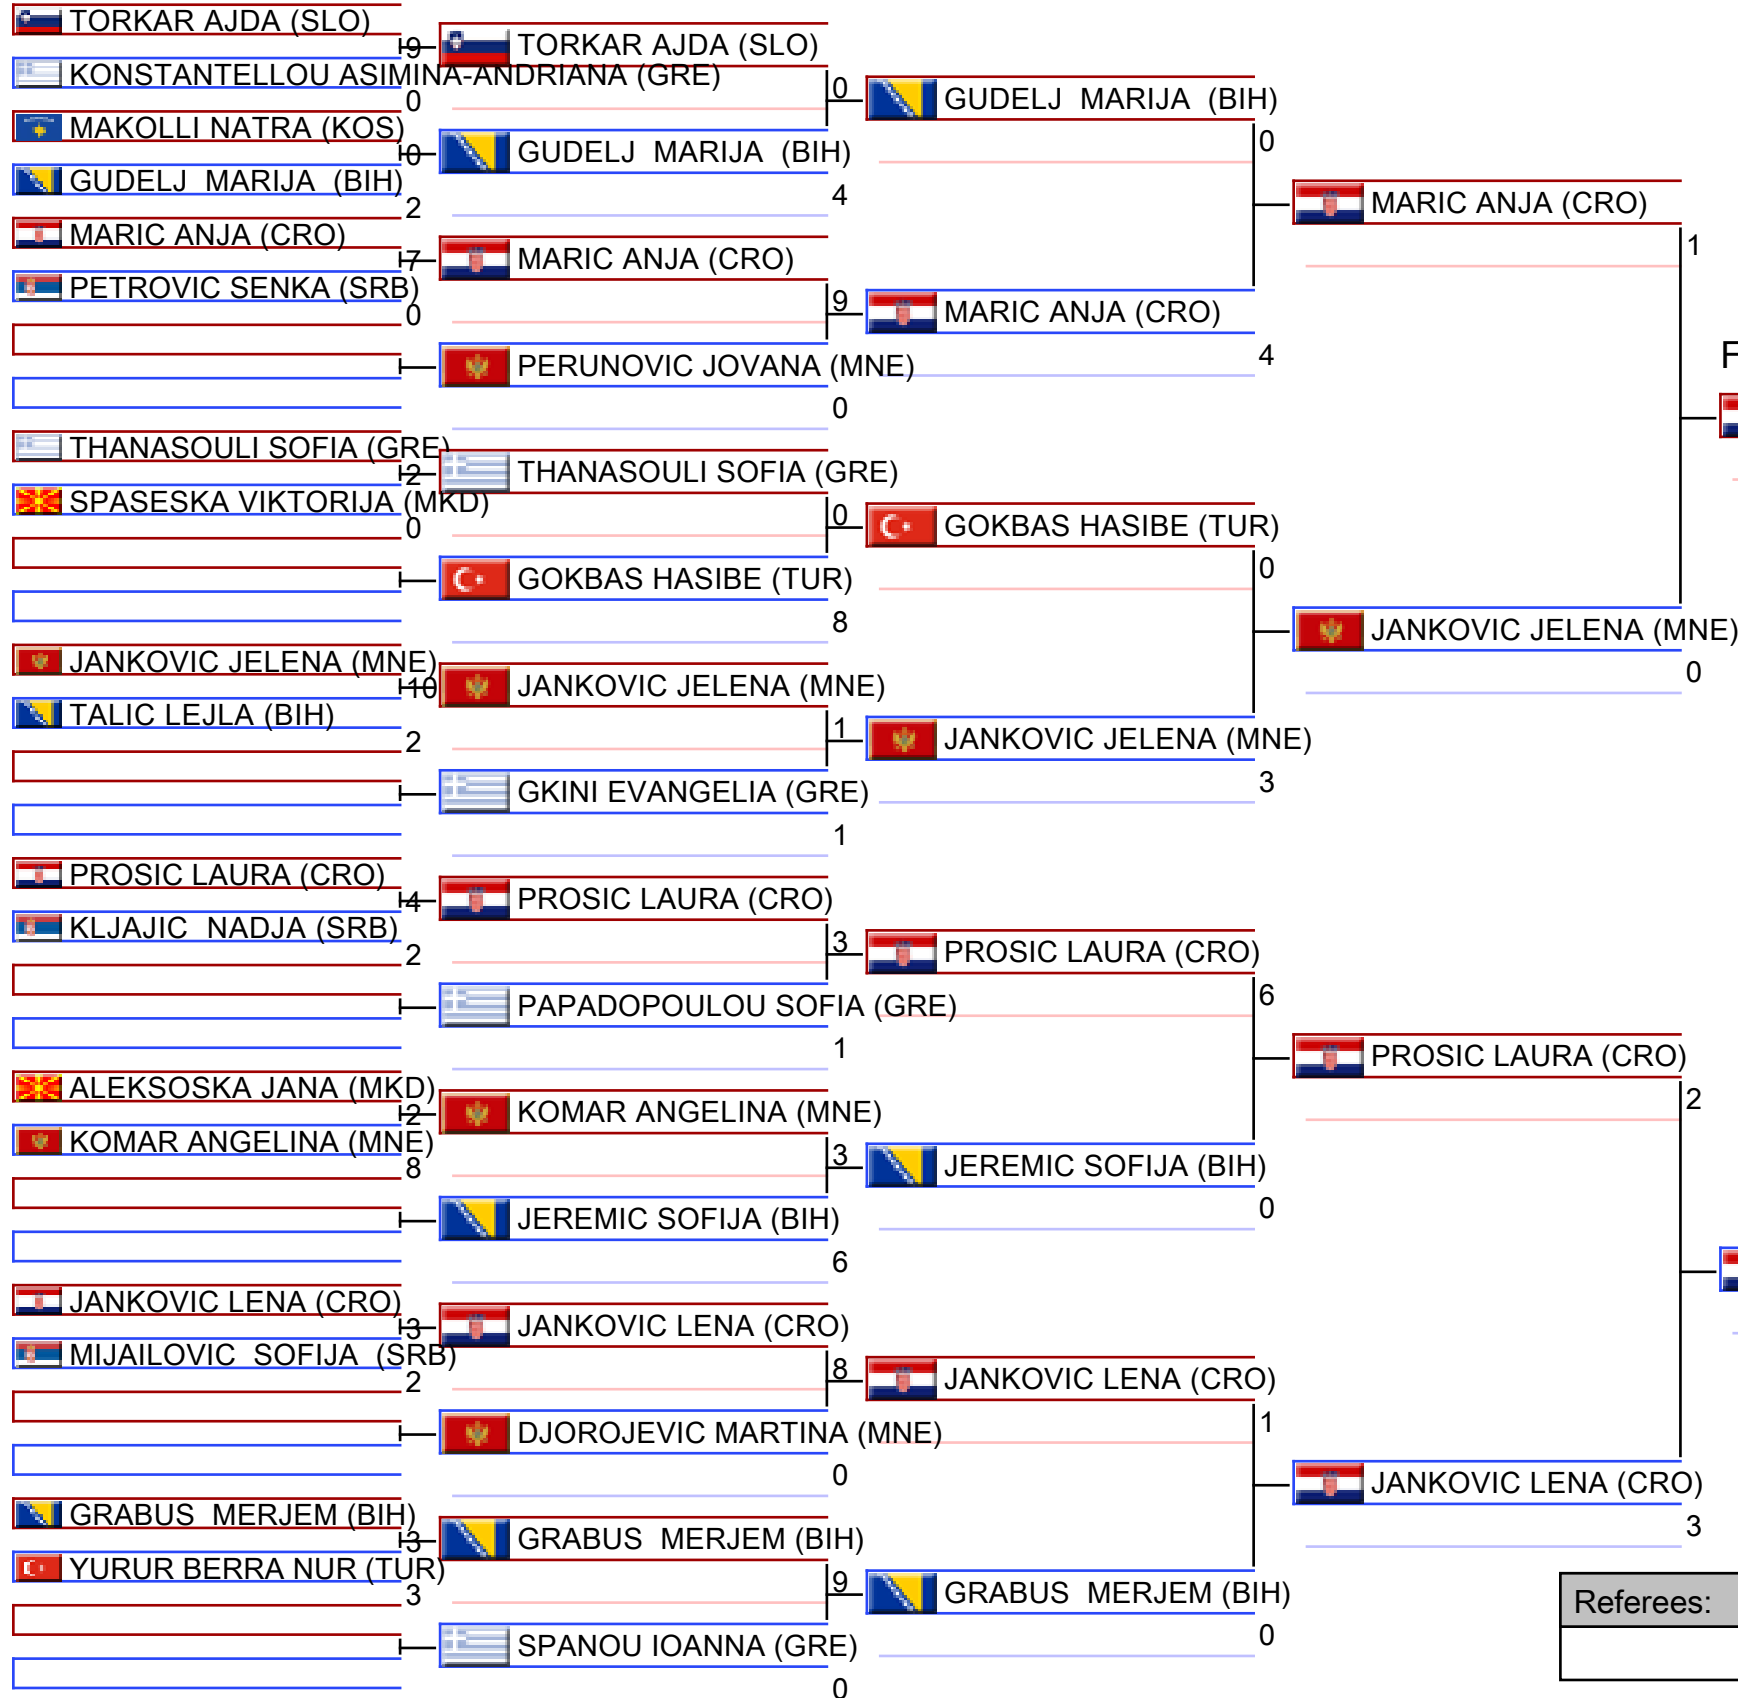 TORKAR AJDA (SLO)
9
KONSTANTELLOU ASIMINA-ANDRIANA (GRE)
0
MAKOLLI NATRA (KOS)
0
GUDELJ  MARIJA  (BIH)
2
MARIC ANJA (CRO)
7
PETROVIC SENKA (SRB)
0
THANASOULI SOFIA (GRE)
2
SPASESKA VIKTORIJA (MKD)
0
JANKOVIC JELENA (MNE)
10
TALIC LEJLA (BIH)
2
PROSIC LAURA (CRO)
4
KLJAJIC  NADJA (SRB)
2
ALEKSOSKA JANA (MKD)
2
KOMAR ANGELINA (MNE)
8
JANKOVIC LENA (CRO)
3
MIJAILOVIC  SOFIJA  (SRB)
2
GRABUS  MERJEM (BIH)
3
YURUR BERRA NUR (TUR)
3
TORKAR AJDA (SLO)
0
GUDELJ  MARIJA  (BIH)
4
MARIC ANJA (CRO)
9
PERUNOVIC JOVANA (MNE)
0
THANASOULI SOFIA (GRE)
0
GOKBAS HASIBE (TUR)
8
JANKOVIC JELENA (MNE)
1
GKINI EVANGELIA (GRE)
1
PROSIC LAURA (CRO)
3
PAPADOPOULOU SOFIA (GRE)
1
KOMAR ANGELINA (MNE)
3
JEREMIC SOFIJA (BIH)
6
JANKOVIC LENA (CRO)
8
DJOROJEVIC MARTINA (MNE)
0
GRABUS  MERJEM (BIH)
9
SPANOU IOANNA (GRE)
0
GUDELJ  MARIJA  (BIH)
0
MARIC ANJA (CRO)
4
GOKBAS HASIBE (TUR)
0
JANKOVIC JELENA (MNE)
3
PROSIC LAURA (CRO)
6
JEREMIC SOFIJA (BIH)
0
JANKOVIC LENA (CRO)
1
GRABUS  MERJEM (BIH)
0
MARIC ANJA (CRO)
1
JANKOVIC JELENA (MNE)
0
PROSIC LAURA (CRO)
2
JANKOVIC LENA (CRO)
3
F
Referees: